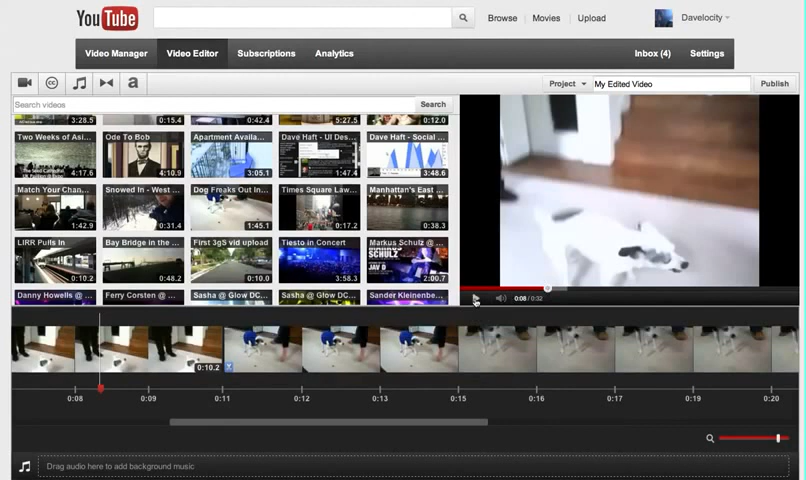 YouTube
Browse Movies Upload Davelocity
Video Manager Video Editor Subscriptions Analytics Inbox (4) Settings
a Project My Edited Video Publish
Search videos Search
3:28.5 0:15.4 0:42.4 5:27.5 0:12.0
Two Weeks of Asi... Ode To Bob Apartment Availa... Dave Haft - UI Des... Dave Haft - Social ...
4:17.6 4:10.9 3:05.1 1:47.4 3:48.6
Match Your Chan... Snowed In - West ... Dog Freaks Out In... Times Square Law... Manhattan's East ...
1:42.9 0:31.4 1:45.1 0:17.2 0:38.3
LIRR Pulls In Bay Bridge in the ... First 3gS vid upload Tiesto in Concert Markus Schulz @ ...
MARKUS SCHULZ
JAY D
0:10.2 0:48.2 0:10.0 3:58.3 2:00.7
Danny Howells @ ... Ferry Corsten @ ... Sasha @ Glow DC... Sasha @ Glow DC... Sander Kleinenbe...
0:08 / 0:32
0:10.2
0:08 0:09 0:11 0:12 0:13 0:15 0:16 0:17 0:19 0:20
Drag audio here to add background music